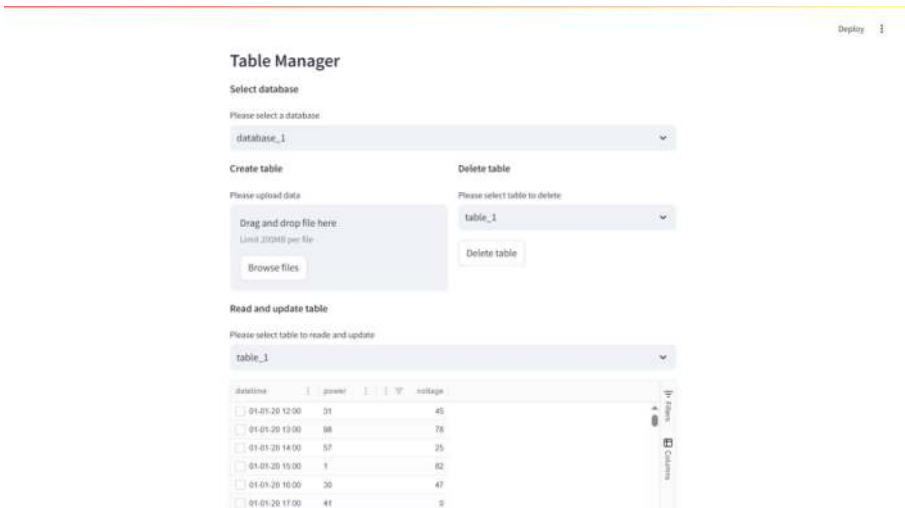 Deploy
Table Manager
Select database
Please select a database
database_1
Create table
Please upload data
Drag and drop file here
Limit 200MB per file
Browse files
Delete table
Please select table to delete
table_1
Delete table
Read and update table
Please select table to reade and update
table_1
datetime power voltage
01-01-20 12:00 31 45
01-01-20 13:00 98 78
01-01-20 14:00 57 25
01-01-20 15:00 1 82
01-01-20 16:00 30 47
01-01-20 17:00 41 0
Filters
Columns